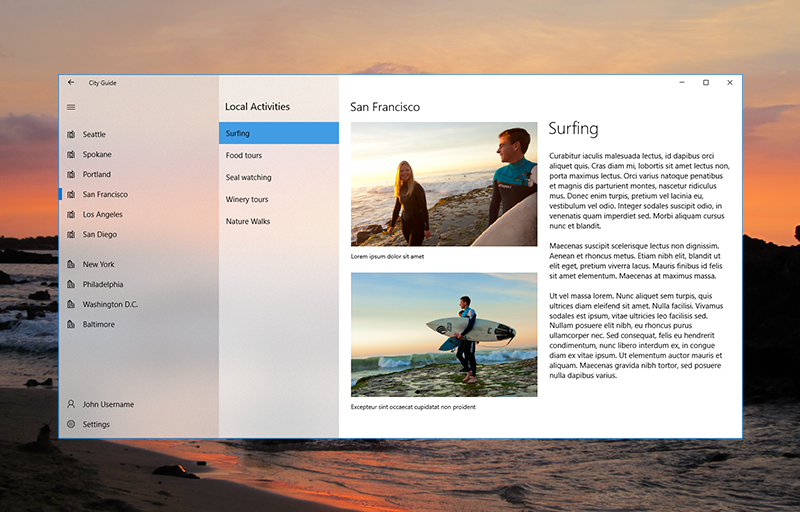 City Guide
Seattle
Spokane
Portland
San Francisco
Los Angeles
San Diego
New York
Philadelphia
Washington D.C.
Baltimore
John Username
Settings
Local Activities
Surfing
Food tours
Seal watching
Winery tours
Nature Walks
San Francisco
Lorem ipsum dolor sit amet
Excepteur sint occaecat cupidatat non proident
Surfing
Curabitur iaculis malesuada lectus, id dapibus orci
aliquet quis. Cras diam mi, lobortis sit amet lectus non,
porta maximus lectus. Orci varius natoque penatibus
et magnis dis parturient montes, nascetur ridiculus
mus. Donec enim turpis, pretium vel lacinia eu,
vestibulum vel odio. Integer sodales suscipit odio, in
venenatis quam imperdiet sed. Morbi aliquam cursus
nunc et blandit.
Maecenas suscipit scelerisque lectus non dignissim.
Aenean et rhoncus metus. Etiam nibh elit, blandit ut
elit eget, pretium viverra lacus. Mauris finibus id felis
sit amet elementum. Maecenas at maximus massa.
Ut vel massa lorem. Nunc aliquet sem turpis, quis
ultrices diam eleifend sit amet. Nulla facilisi. Vivamus
sodales est ipsum, vitae ultricies leo facilisis sed.
Nullam posuere elit nibh, eu rhoncus purus
ullamcorper nec. Sed consequat, felis eu hendrerit
condimentum, nunc libero interdum ex, in congue
diam ex vitae ipsum. Ut elementum auctor mauris et
aliquam. Maecenas gravida nibh tortor, sed posuere
nulla dapibus varius.